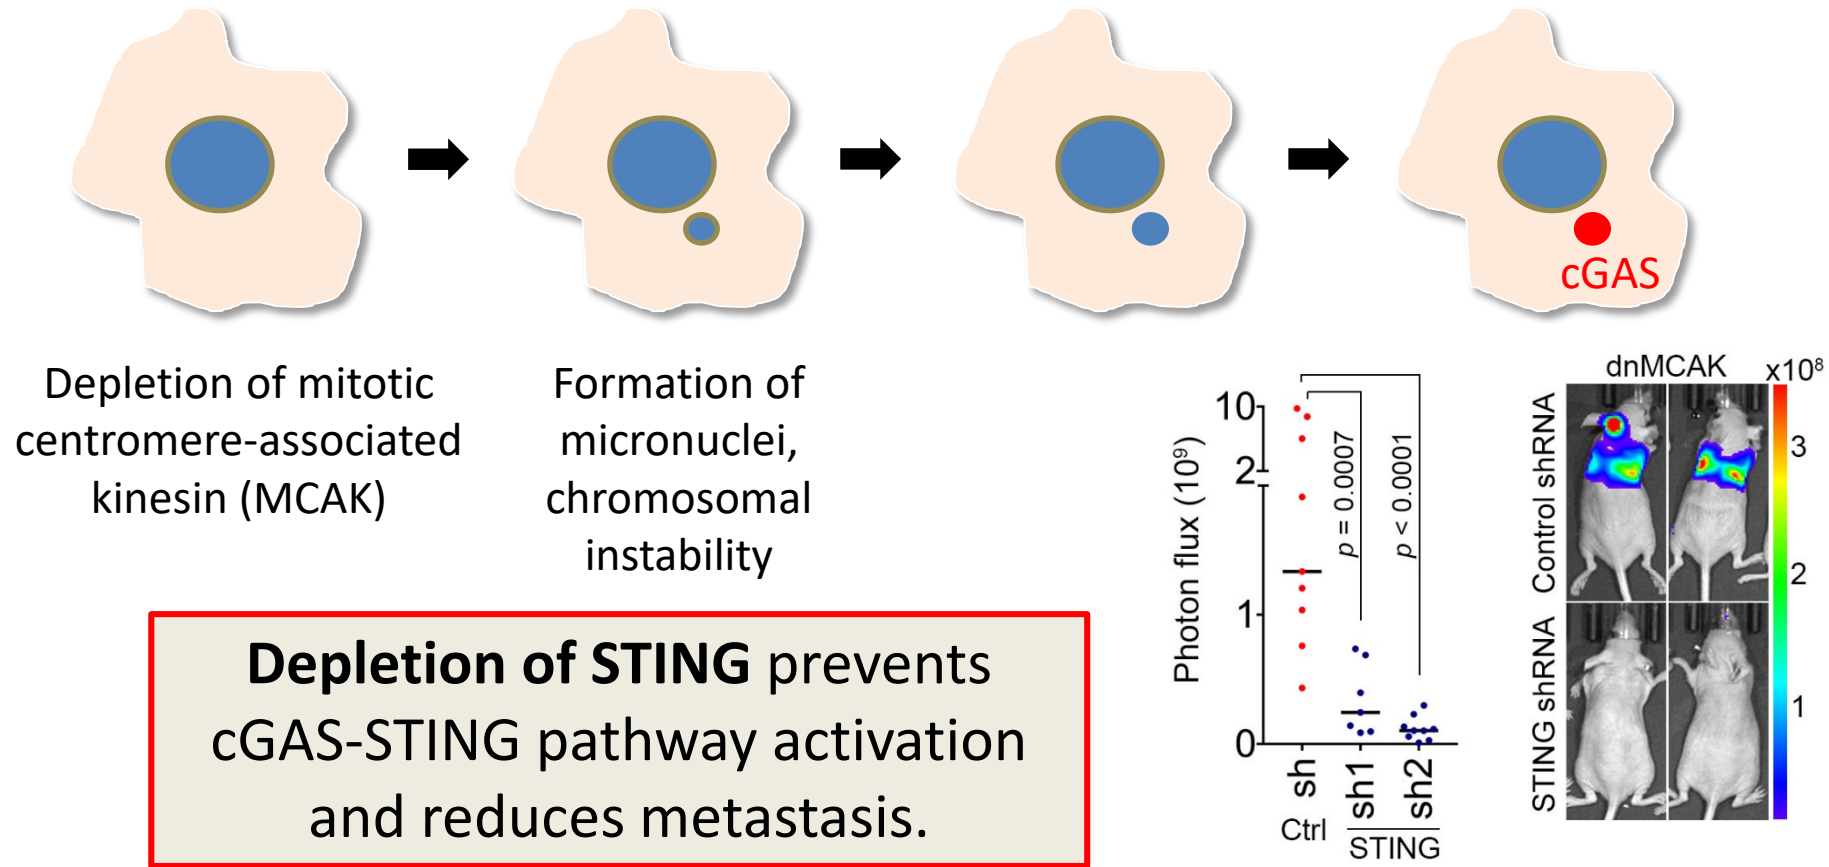 cGAS
Depletion of mitotic
centromere-associated
kinesin (MCAK)
Formation of
micronuclei,
chromosomal
instability
Depletion of STING prevents
cGAS-STING pathway activation
and reduces metastasis.
Photon flux (10⁹)
10
2
2
1
0
p = 0.0007
p < 0.0001
sh
sh1
sh2
Ctrl
STING
dnMCAK
x10⁸
Control shRNA
STING shRNA
3
2
1